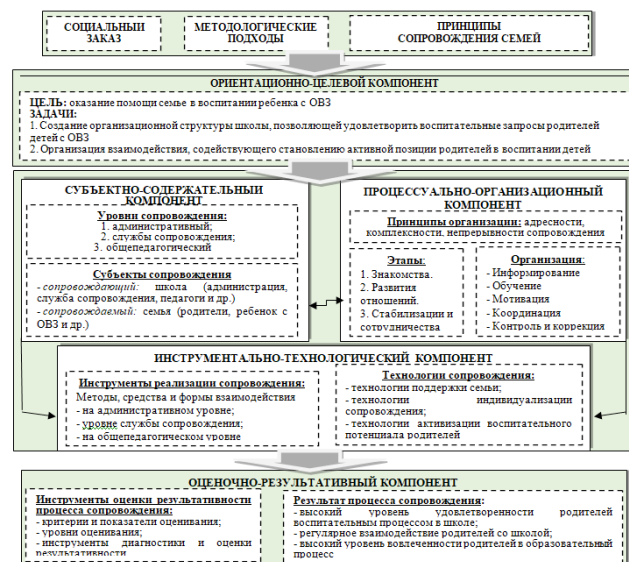 СОЦИАЛЬНЫЙ
ЗАКАЗ
МЕТОДОЛОГИЧЕСКИЕ
ПОДХОДЫ
ПРИНЦИПЫ
СОПРОВОЖДЕНИЯ СЕМЕЙ
ОРИЕНТАЦИОННО-ЦЕЛЕВОЙ КОМПОНЕНТ
ЦЕЛЬ: оказание помощи семье в воспитании ребенка с ОВЗ
ЗАДАЧИ:
1. Создание организационной структуры школы, позволяющей удовлетворить воспитательные запросы родителей
детей с ОВЗ
2. Организация взаимодействия, содействующего становлению активной позиции родителей в воспитании детей
СУБЪЕКТНО-СОДЕРЖАТЕЛЬНЫЙ
КОМПОНЕНТ
Уровни сопровождения:
1. административный;
2. службы сопровождения;
3. общепедагогический
Субъекты сопровождения
- сопровождающий: школа (администрация,
служба сопровождения, педагоги и др.)
- сопровождаемый: семья (родители, ребенок с
ОВЗ и др.)
ПРОЦЕССУАЛЬНО-ОРГАНИЗАЦИОННЫЙ
КОМПОНЕНТ
Принципы организации: адресности,
комплексности, непрерывности сопровождения
Этапы:
1. Знакомства.
2. Развития
отношений.
3. Стабилизации и
сотрудничества
Организация:
- Информирование
- Обучение
- Мотивация
- Координация
- Контроль и коррекция
ИНСТРУМЕНТАЛЬНО-ТЕХНОЛОГИЧЕСКИЙ КОМПОНЕНТ
Инструменты реализации сопровождения:
Методы, средства и формы взаимодействия
- на административном уровне;
- уровне службы сопровождения;
- на общепедагогическом уровне
Технологии сопровождения:
- технологии поддержки семьи;
- технологии индивидуализации
сопровождения;
- технологии активизации воспитательного
потенциала родителей
ОЦЕНОЧНО-РЕЗУЛЬТАТИВНЫЙ КОМПОНЕНТ
Инструменты оценки результативности
процесса сопровождения:
- критерии и показатели оценивания;
- уровни оценивания;
- инструменты диагностики и оценки
результативности
Результат процесса сопровождения:
- высокий уровень удовлетворенности родителей
воспитательным процессом в школе;
- регулярное взаимодействие родителей со школой;
- высокий уровень вовлеченности родителей в образовательный
процесс